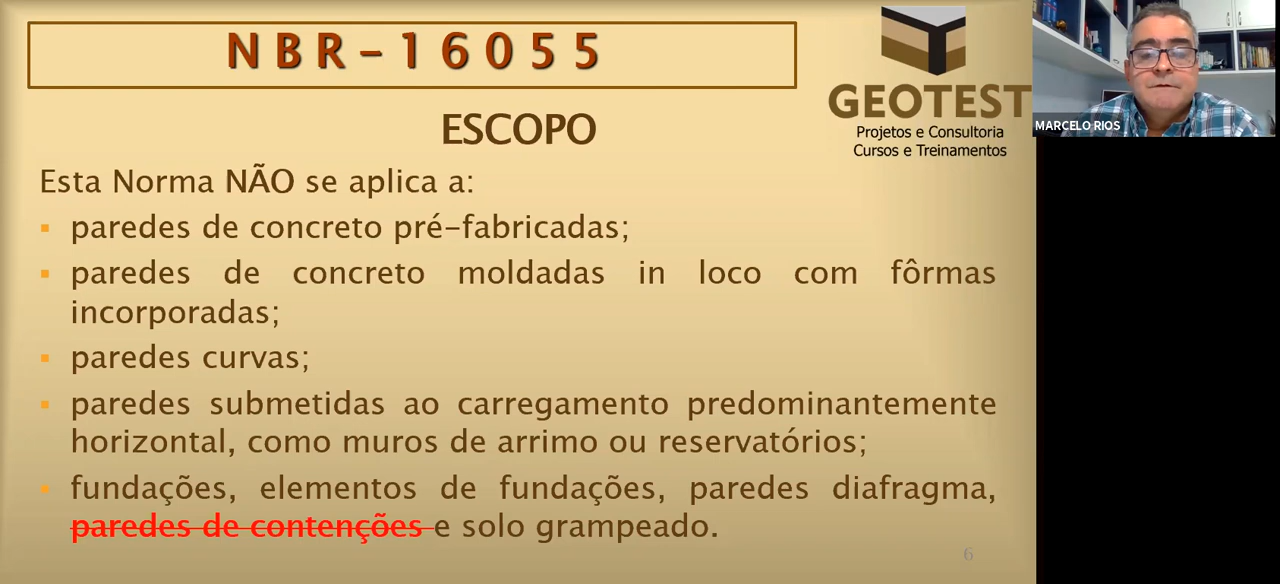 NBR-16055
GEOTEST
Projetos e Consultoria
Cursos e Treinamentos
MARCELO RIOS
ESCOPO
Esta Norma NÃO se aplica a:
▪ paredes de concreto pré-fabricadas;
▪ paredes de concreto moldadas in loco com fôrmas
incorporadas;
▪ paredes curvas;
▪ paredes submetidas ao carregamento predominantemente
horizontal, como muros de arrimo ou reservatórios;
▪ fundações, elementos de fundações, paredes diafragma,
paredes de contenções e solo grampeado.
6